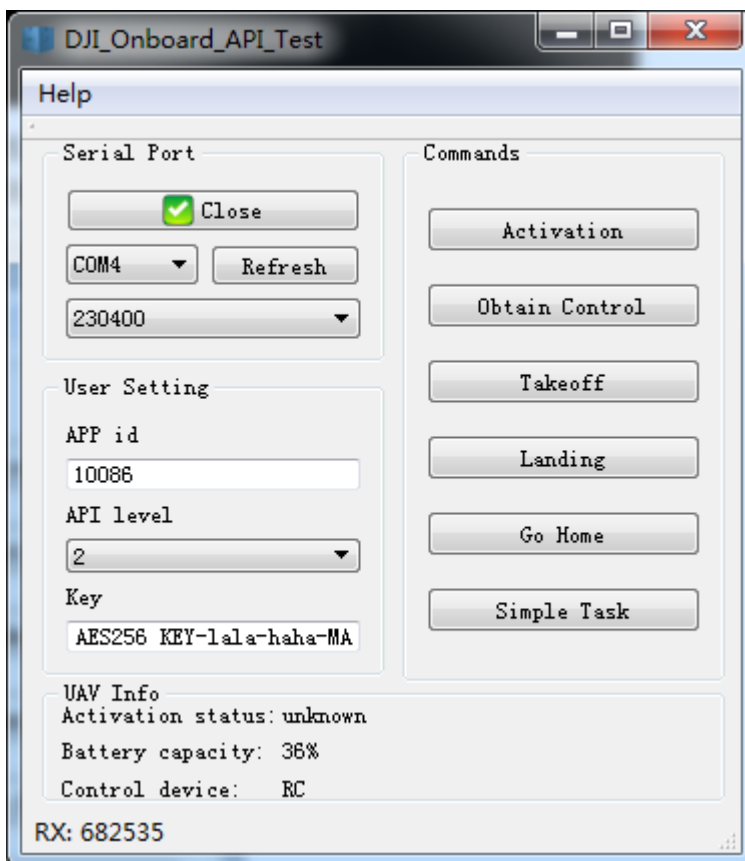 DJI_Onboard_API_Test
Help
Serial Port
Close
COM4 Refresh
230400
User Setting
APP id
10086
API level
2
Key
AES256 KEY-lala-haha-MA
Commands
Activation
Obtain Control
Takeoff
Landing
Go Home
Simple Task
UAV Info
Activation status: unknown
Battery capacity: 36%
Control device: RC
RX: 682535